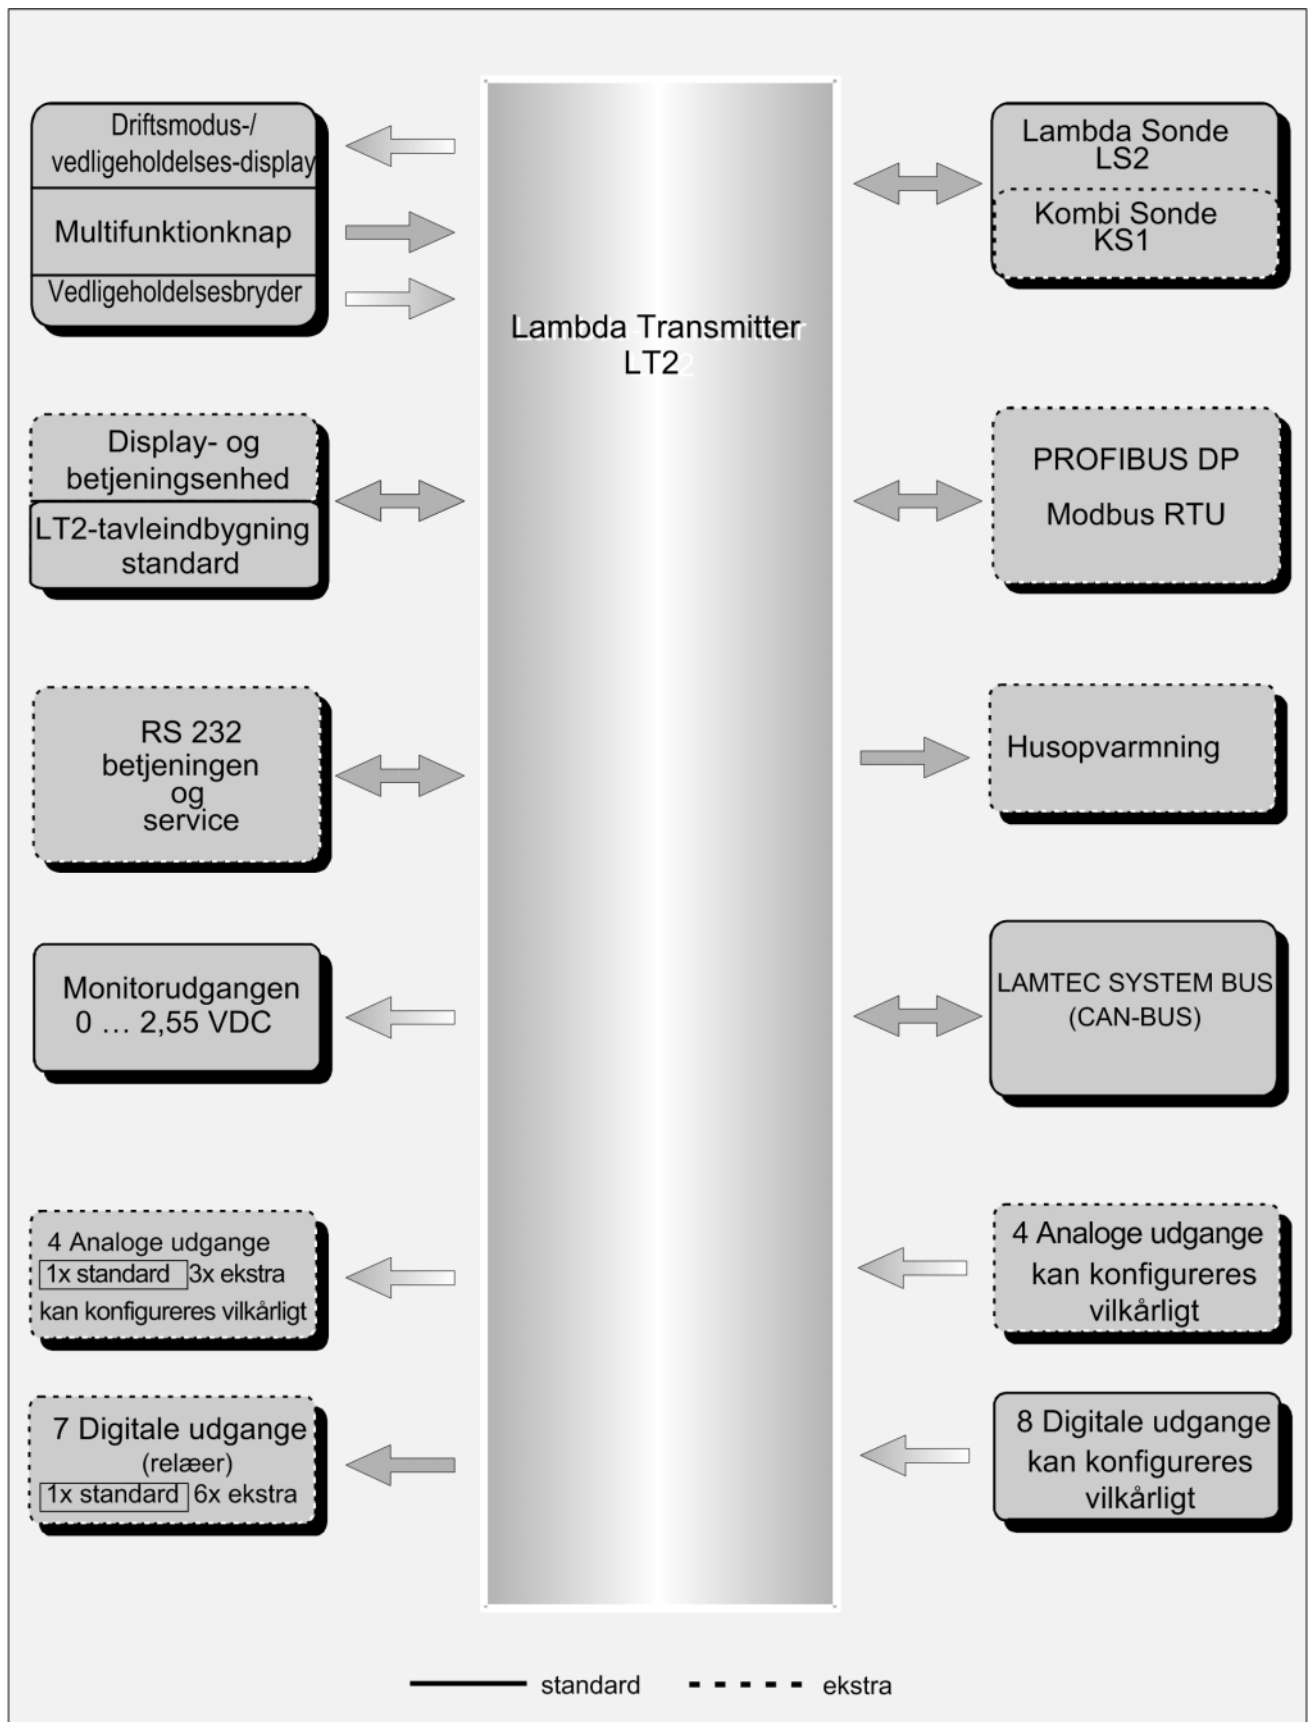 Driftsmodus-/
vedligeholdelses-display
Multifunktionknap
Vedligeholdelsesbryder
Display- og
betjeningsenhed
LT2-tavleindbygning
standard
RS 232
betjeningen
og
service
Monitorudgangen
0 … 2,55 VDC
4 Analoge udgange
1x standard 3x ekstra
kan konfigureres vilkårligt
7 Digitale udgange
(relæer)
1x standard 6x ekstra
Lambda Transmitter
LT2
Lambda Sonde
LS2
Kombi Sonde
KS1
PROFIBUS DP
Modbus RTU
Husopvarmning
LAMTEC SYSTEM BUS
(CAN-BUS)
4 Analoge udgange
kan konfigureres
vilkårligt
8 Digitale udgange
kan konfigureres
vilkårligt
standard
ekstra